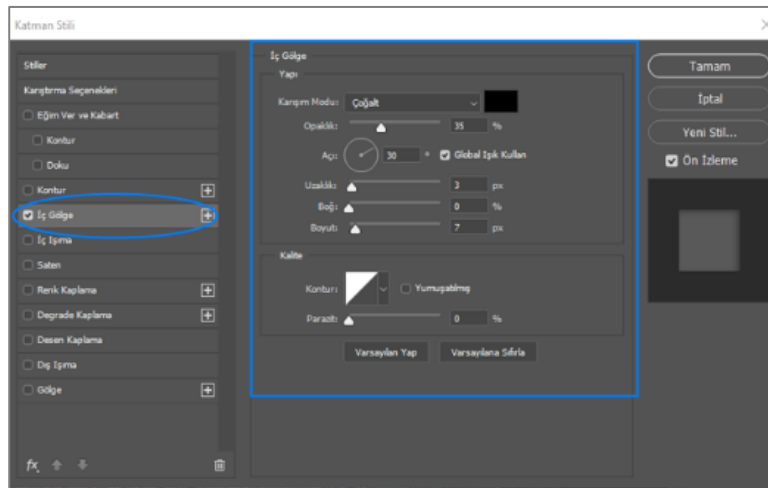 Katman Stili
Stiller
Karıştırma Seçenekleri
Eğim Ver ve Kabart
Kontur
Doku
Kontur
İç Gölge
İç Işıma
Saten
Renk Kaplama
Degrade Kaplama
Desen Kaplama
Dış Işıma
Gölge
fx
İç Gölge
Yapı
Karışım Modu: Çoğalt
Opaklık: 35 %
Açı: 30 ° Global Işık Kullan
Uzaklık: 3 px
Boğ: 0 %
Boyut: 7 px
Kalite
Kontur: Yumuşatılmış
Parazit: 0 %
Varsayılan Yap Varsayılana Sıfırla
Tamam
İptal
Yeni Stil...
Ön İzleme